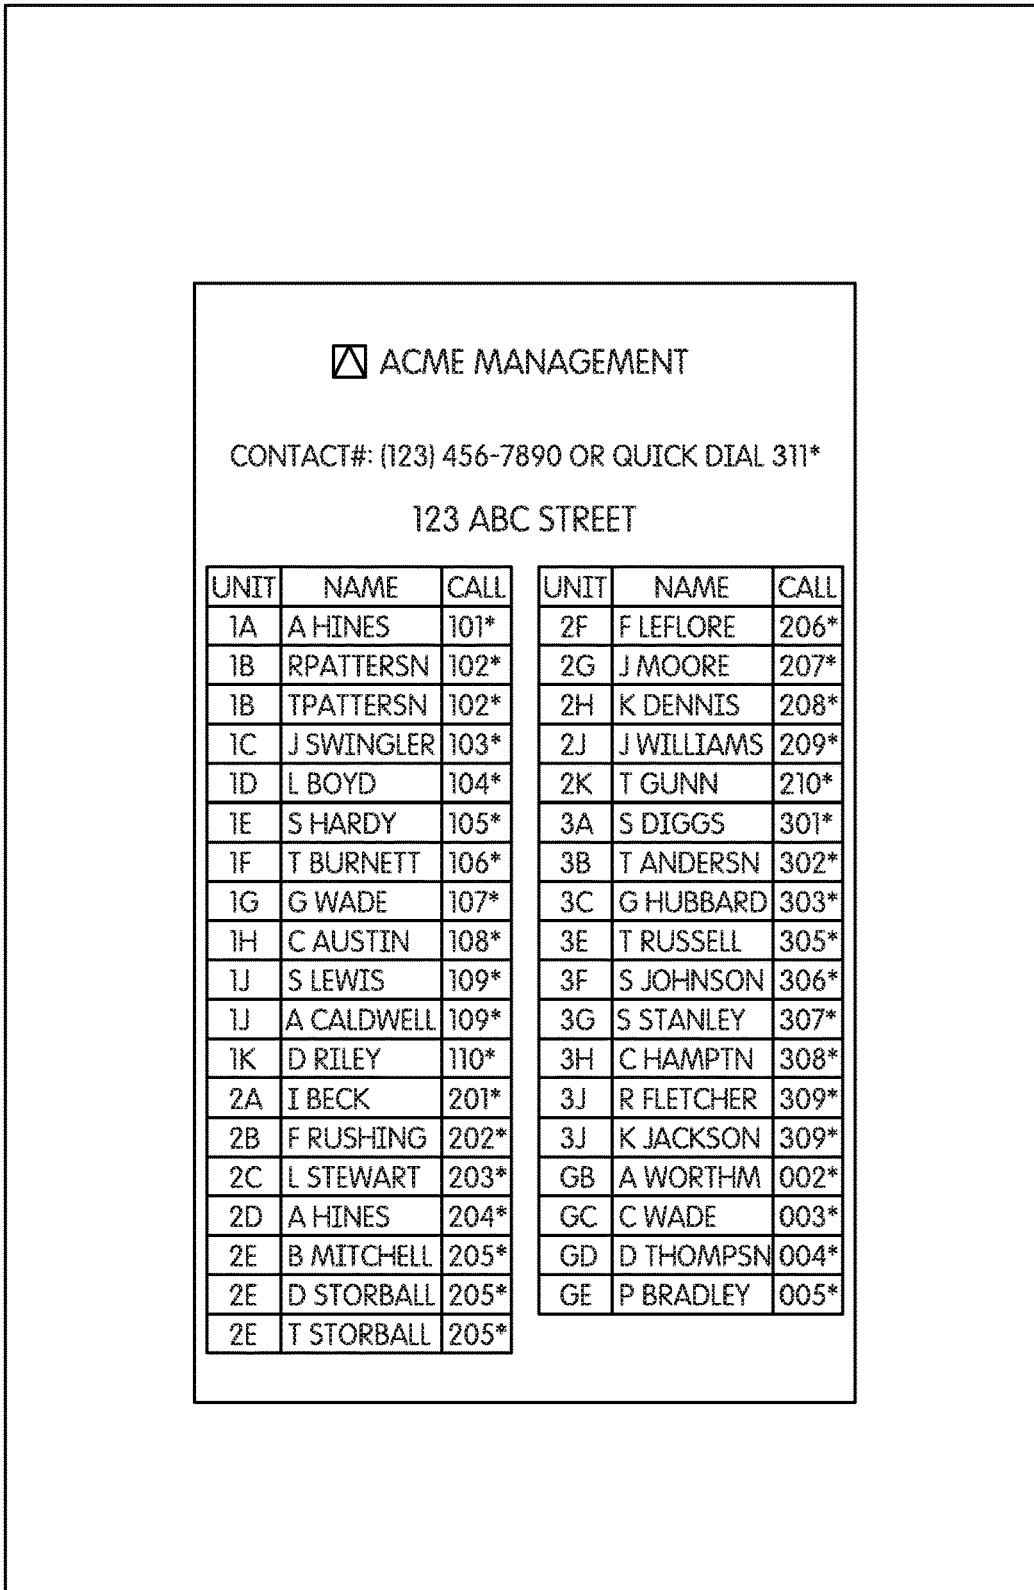 ACME MANAGEMENT
CONTACT#: (123) 456-7890 OR QUICK DIAL 311*
123 ABC STREET
UNIT NAME CALL
1A A HINES 101*
1B RPATTERSN 102*
1B TPATTERSN 102*
1C J SWINGLER 103*
1D L BOYD 104*
1E S HARDY 105*
1F T BURNETT 106*
1G G WADE 107*
1H C AUSTIN 108*
1J S LEWIS 109*
1J A CALDWELL 109*
1K D RILEY 110*
2A I BECK 201*
2B F RUSHING 202*
2C L STEWART 203*
2D A HINES 204*
2E B MITCHELL 205*
2E D STORBALL 205*
2E T STORBALL 205*
UNIT NAME CALL
2F F LEFLORE 206*
2G J MOORE 207*
2H K DENNIS 208*
2J J WILLIAMS 209*
2K T GUNN 210*
3A S DIGGS 301*
3B T ANDERSN 302*
3C G HUBBARD 303*
3E T RUSSELL 305*
3F S JOHNSON 306*
3G S STANLEY 307*
3H C HAMPTN 308*
3J R FLETCHER 309*
3J K JACKSON 309*
GB A WORTHM 002*
GC C WADE 003*
GD D THOMPSN 004*
GE P BRADLEY 005*